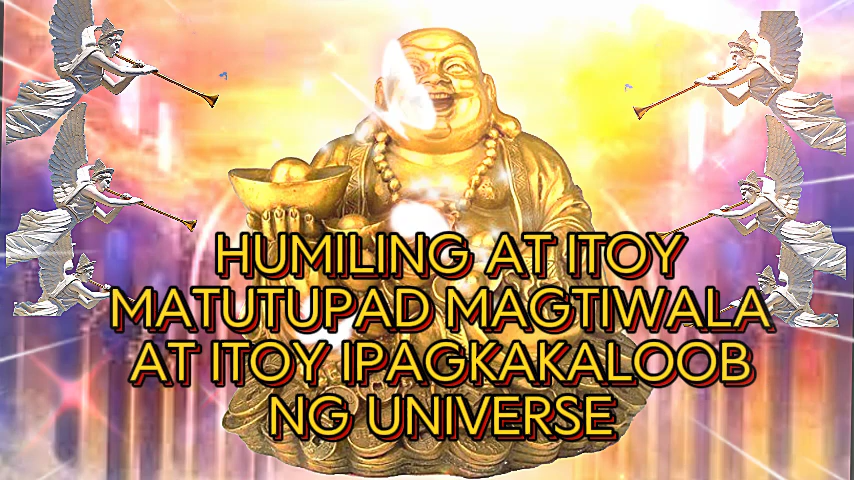 HUMILING AT ITOY
MATUTUPAD MAGTIWALA
AT ITOY IPAGKAKALOOB
NG UNIVERSE